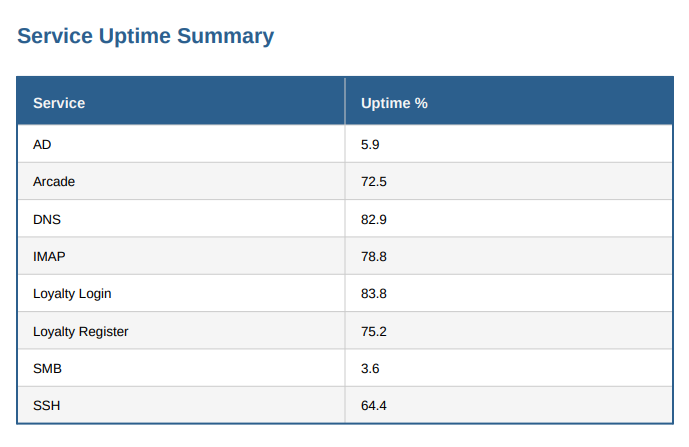 Service Uptime Summary
Service Uptime %
AD 5.9
Arcade 72.5
DNS 82.9
IMAP 78.8
Loyalty Login 83.8
Loyalty Register 75.2
SMB 3.6
SSH 64.4